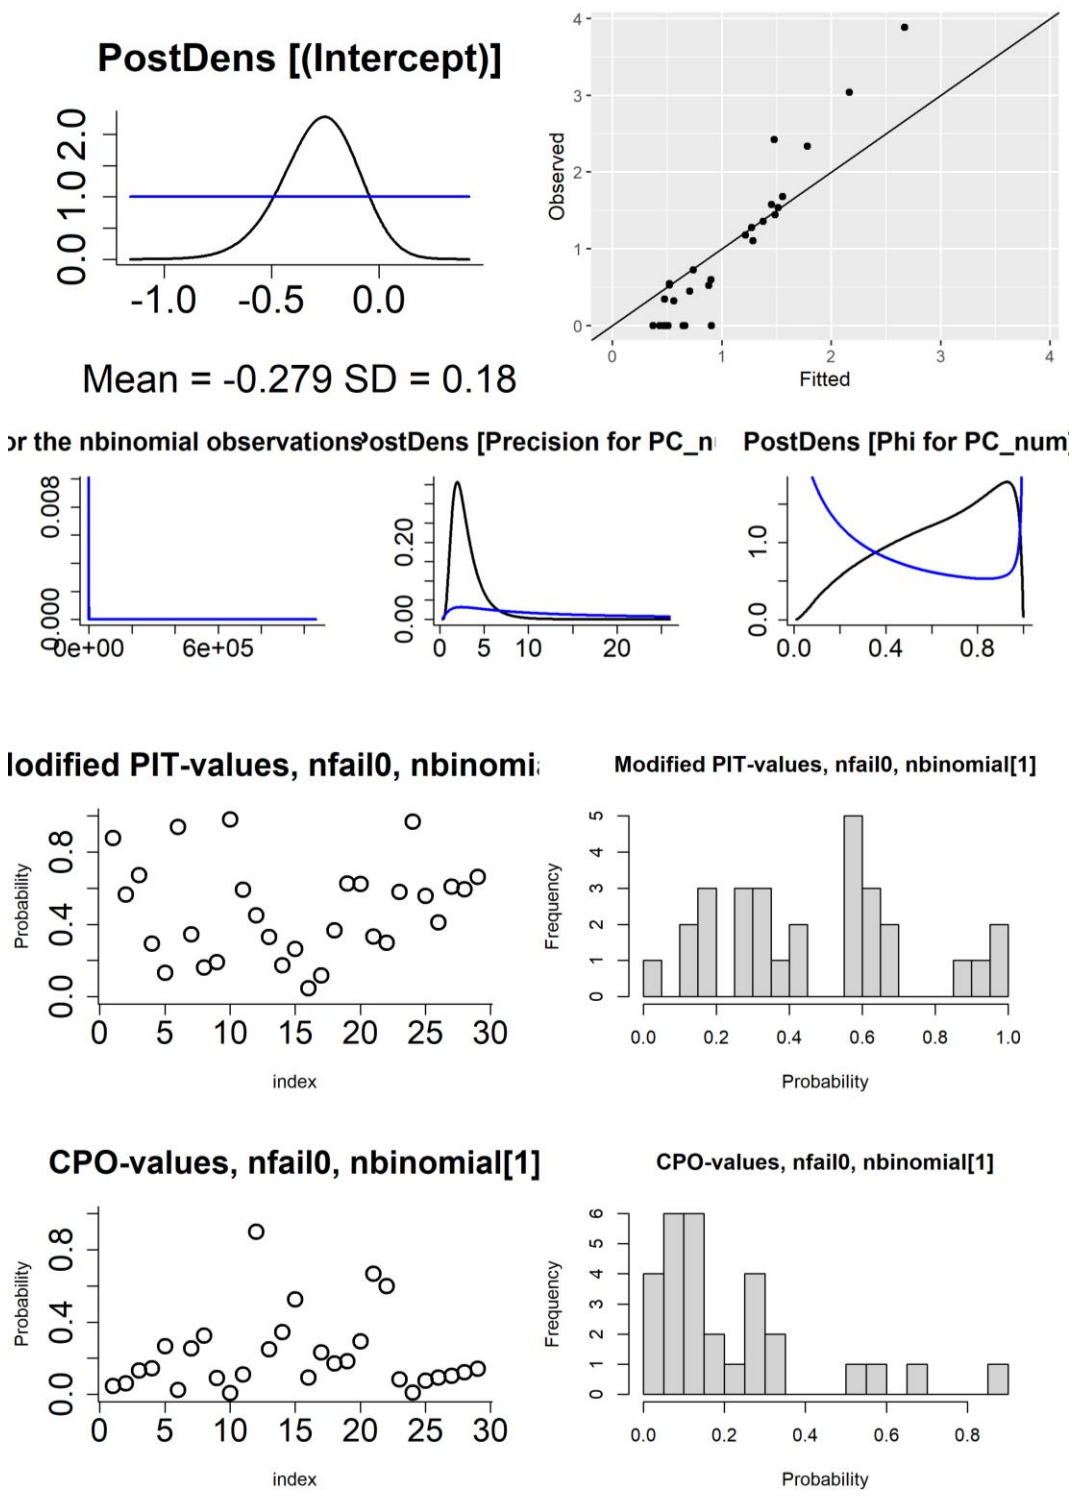 PostDens [(Intercept)]
0.0 1.0 2.0
-1.0 -0.5 0.0
Mean = -0.279 SD = 0.18
Observed
4
3
2
1
0
0 1 2 3 4
Fitted
or the nbinomial observations
0.000 0.008
0e+00 6e+05
PostDens [Precision for PC_n
0.00 0.20
0 5 10 20
PostDens [Phi for PC_num]
0.0 1.0
0.0 0.4 0.8
odified PIT-values, nfail0, nbinomi
Probability
0.0 0.4 0.8
0 5 10 15 20 25 30
index
Modified PIT-values, nfail0, nbinomial[1]
Frequency
0 1 2 3 4 5
0.0 0.2 0.4 0.6 0.8 1.0
Probability
CPO-values, nfail0, nbinomial[1]
Probability
0.0 0.4 0.8
0 5 10 15 20 25 30
index
CPO-values, nfail0, nbinomial[1]
Frequency
0 1 2 3 4 5 6
0.0 0.2 0.4 0.6 0.8
Probability